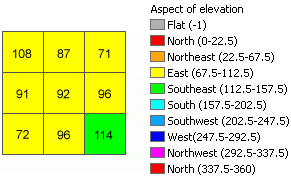 Aspect of elevation
Flat (-1)
North (0-22.5)
Northeast (22.5-67.5)
East (67.5-112.5)
Southeast (112.5-157.5)
South (157.5-202.5)
Southwest (202.5-247.5)
West(247.5-292.5)
Northwest (292.5-337.5)
North (337.5-360)
108 87 71
91 92 96
72 96 114